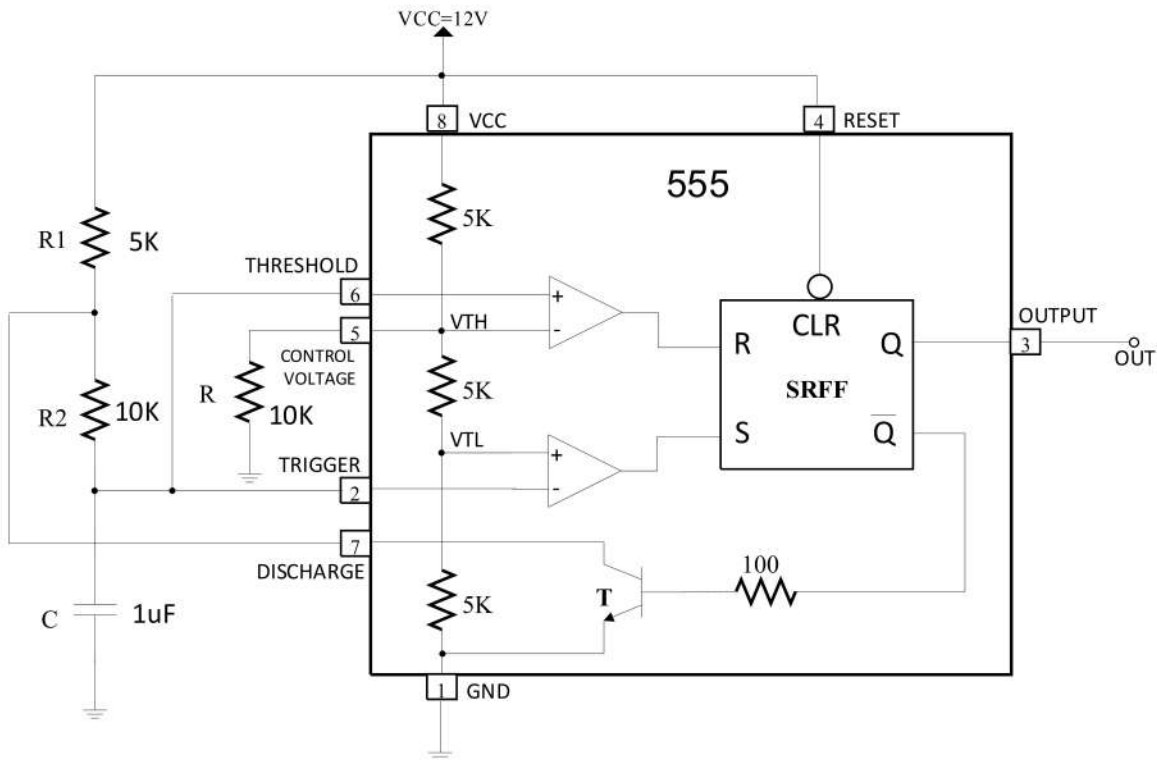 VCC=12V
8
VCC
4
RESET
555
5K
R1
5K
THRESHOLD
6
5
VTH
CONTROL
VOLTAGE
R
10K
R2
10K
5K
VTL
TRIGGER
2
7
DISCHARGE
+
-
+
-
CLR
R
Q
SRFF
S
Q
OUTPUT
3
OUT
100
T
5K
C
1uF
1
GND